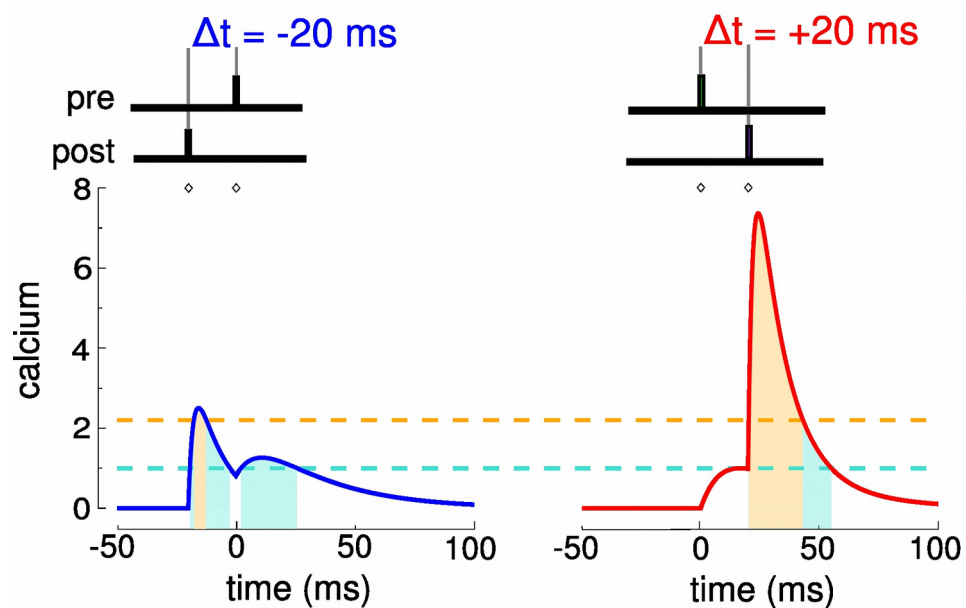 Δt = -20 ms
Δt = +20 ms
pre
post
calcium
8
6
4
2
0
-50
0
50
100
-50
0
50
100
time (ms)
time (ms)